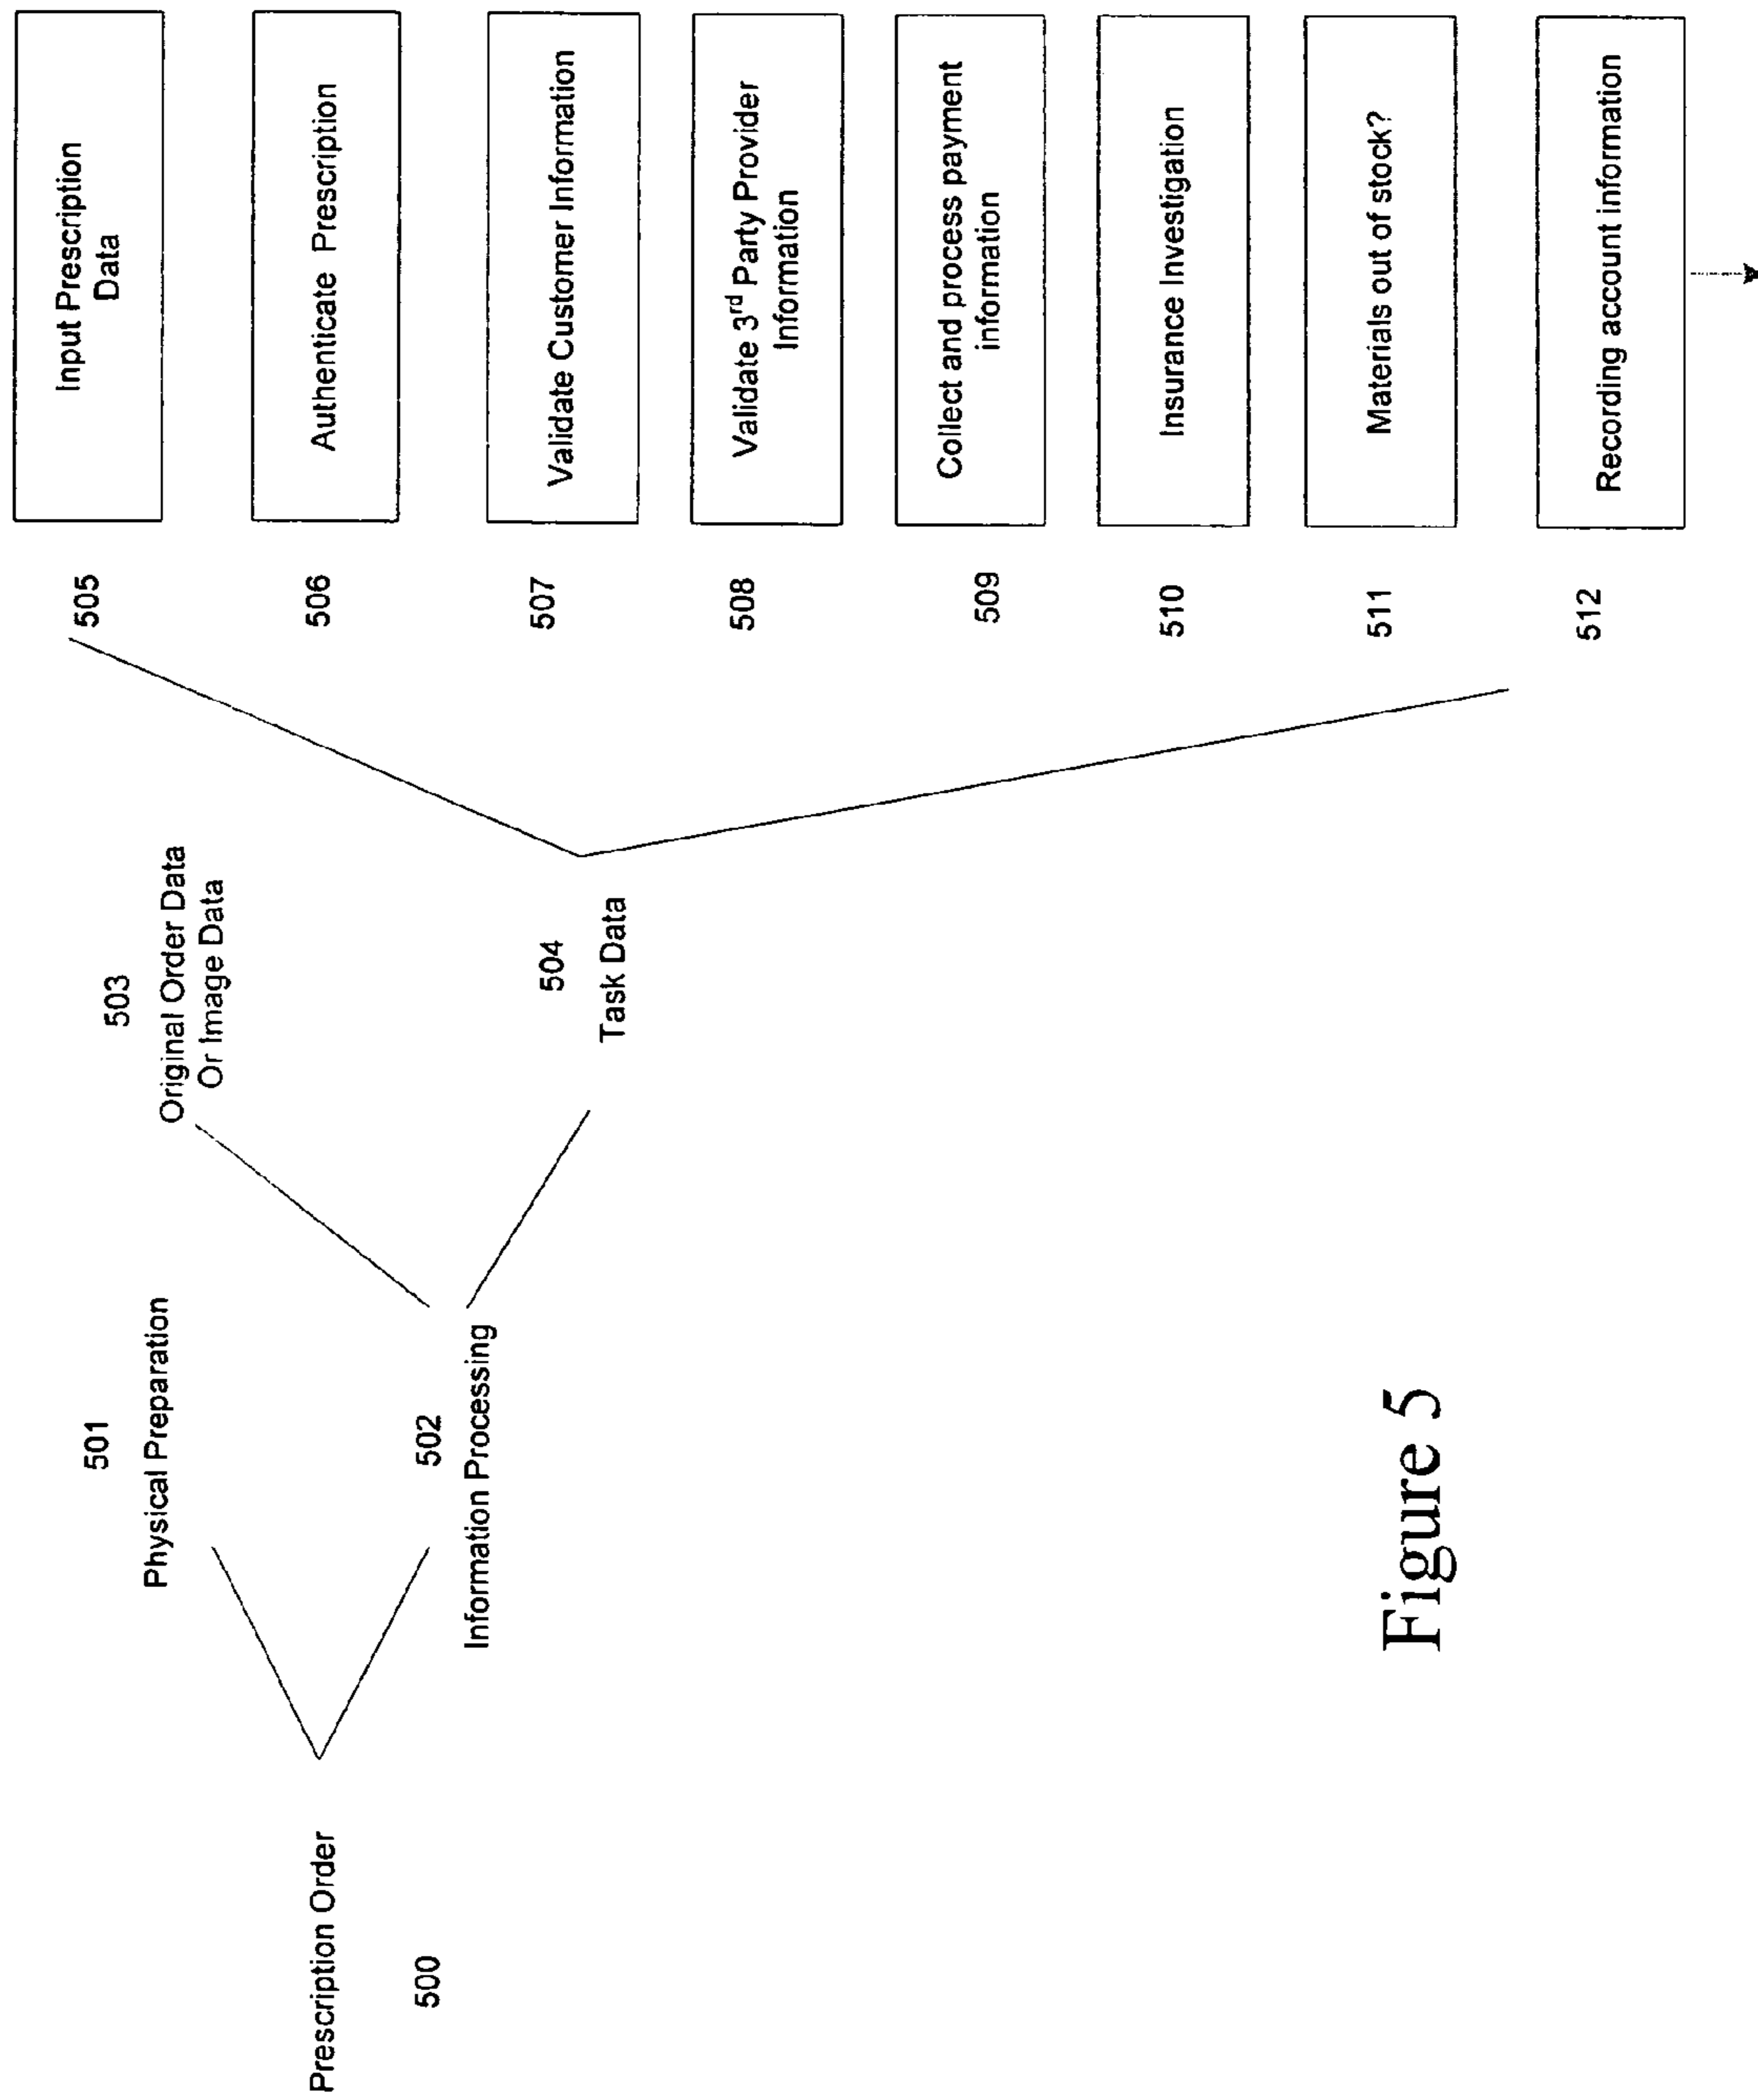 Prescription Order
500
501
Physical Preparation
502
Information Processing
503
Original Order Data
Or Image Data
504
Task Data
505
Input Prescription
Data
506
Authenticate Prescription
507
Validate Customer Information
508
Validate 3rd Party Provider
Information
509
Collect and process payment
information
510
Insurance Investigation
511
Materials out of stock?
512
Recording account information
Figure 5